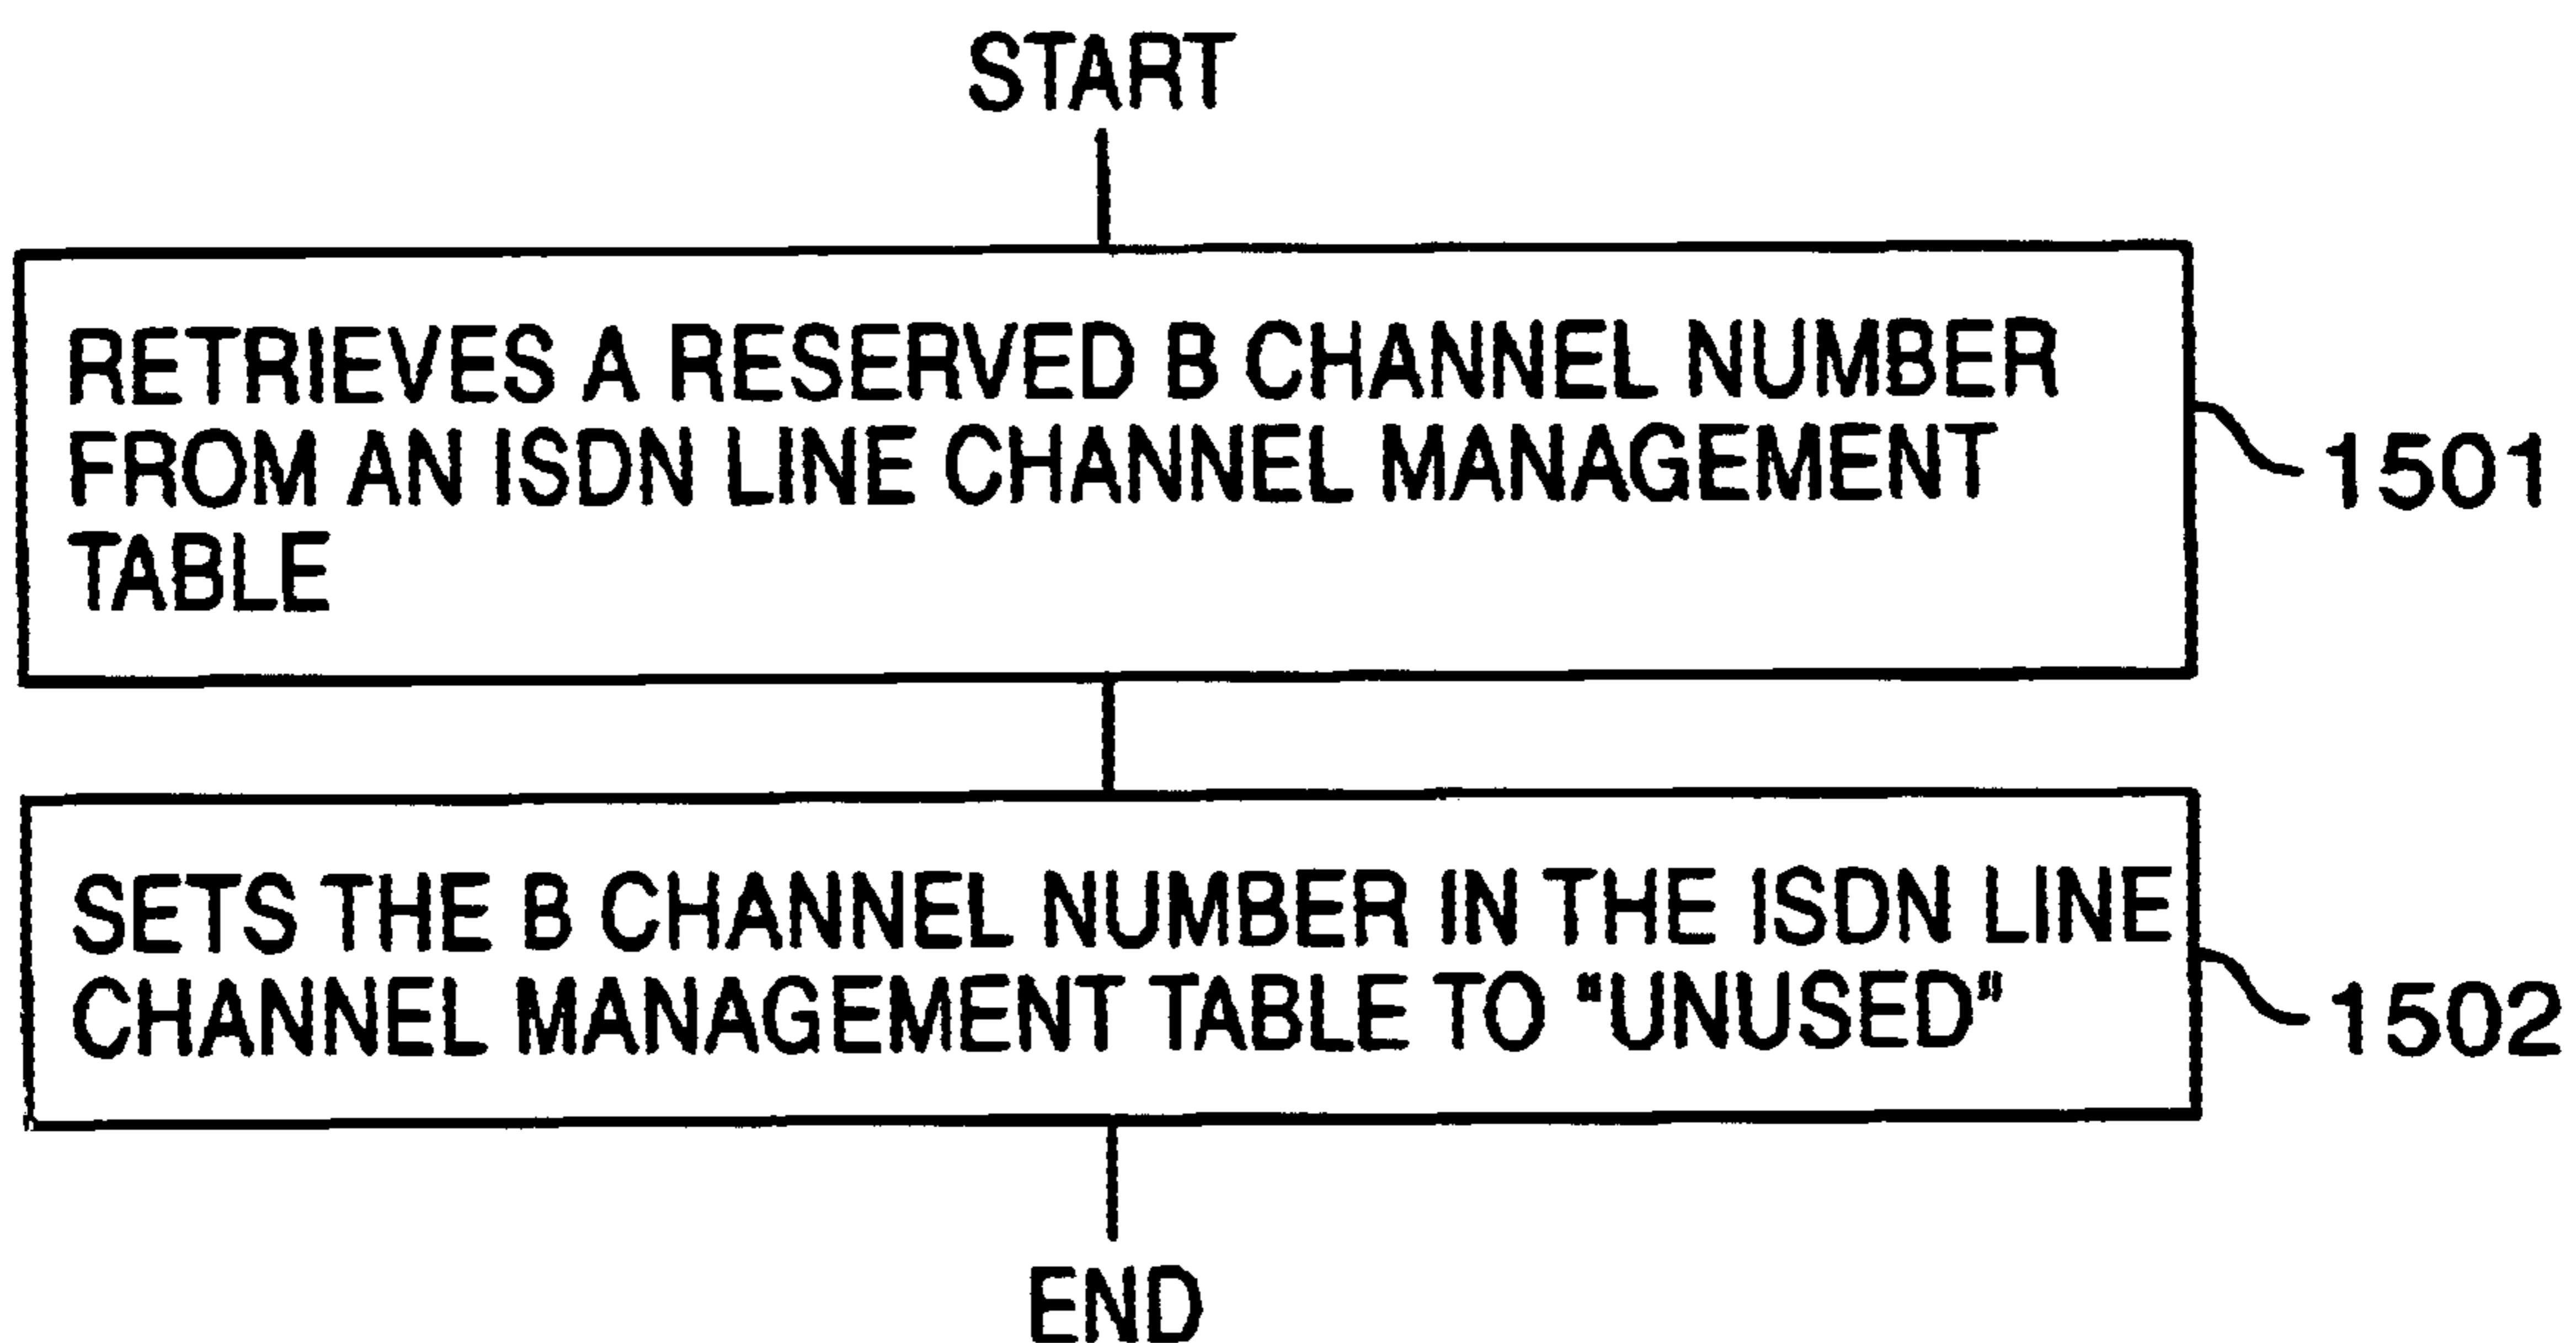 START
RETRIEVES A RESERVED B CHANNEL NUMBER
FROM AN ISDN LINE CHANNEL MANAGEMENT
TABLE
1501
SETS THE B CHANNEL NUMBER IN THE ISDN LINE
CHANNEL MANAGEMENT TABLE TO "UNUSED"
1502
END